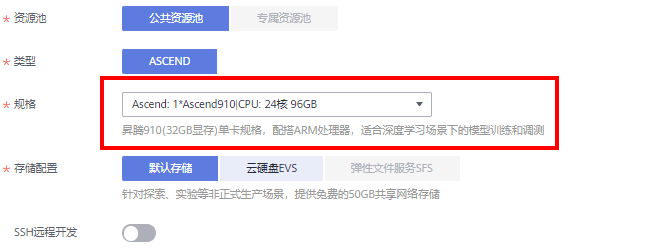 * 资源池 公共资源池 专属资源池
* 类型 ASCEND
* 规格 Ascend: 1*Ascend910|CPU: 24核 96GB
昇腾910(32GB显存)单卡规格，配搭ARM处理器，适合深度学习场景下的模型训练和调测
* 存储配置 默认存储 云硬盘EVS 弹性文件服务SFS
针对探索、实验等非正式生产场景，提供免费的50GB共享网络存储
SSH远程开发